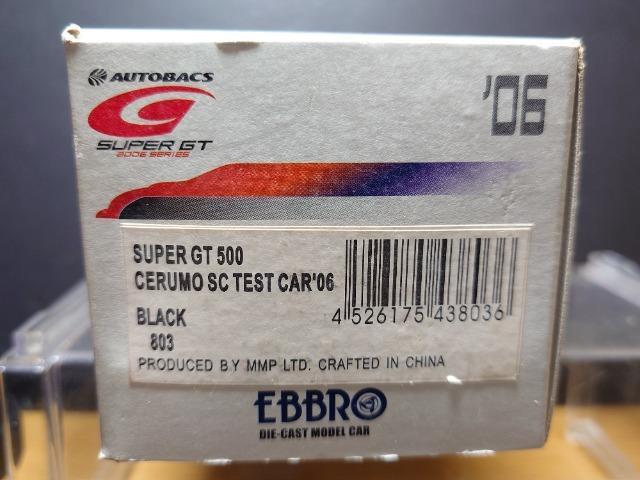 AUTOBACS
SUPER GT
2006 SERIES
'06
SUPER GT 500
CERUMO SC TEST CAR'06
BLACK
803
4 526175 438036
PRODUCED BY MMP LTD. CRAFTED IN CHINA
EBBRO
DIE-CAST MODEL CAR